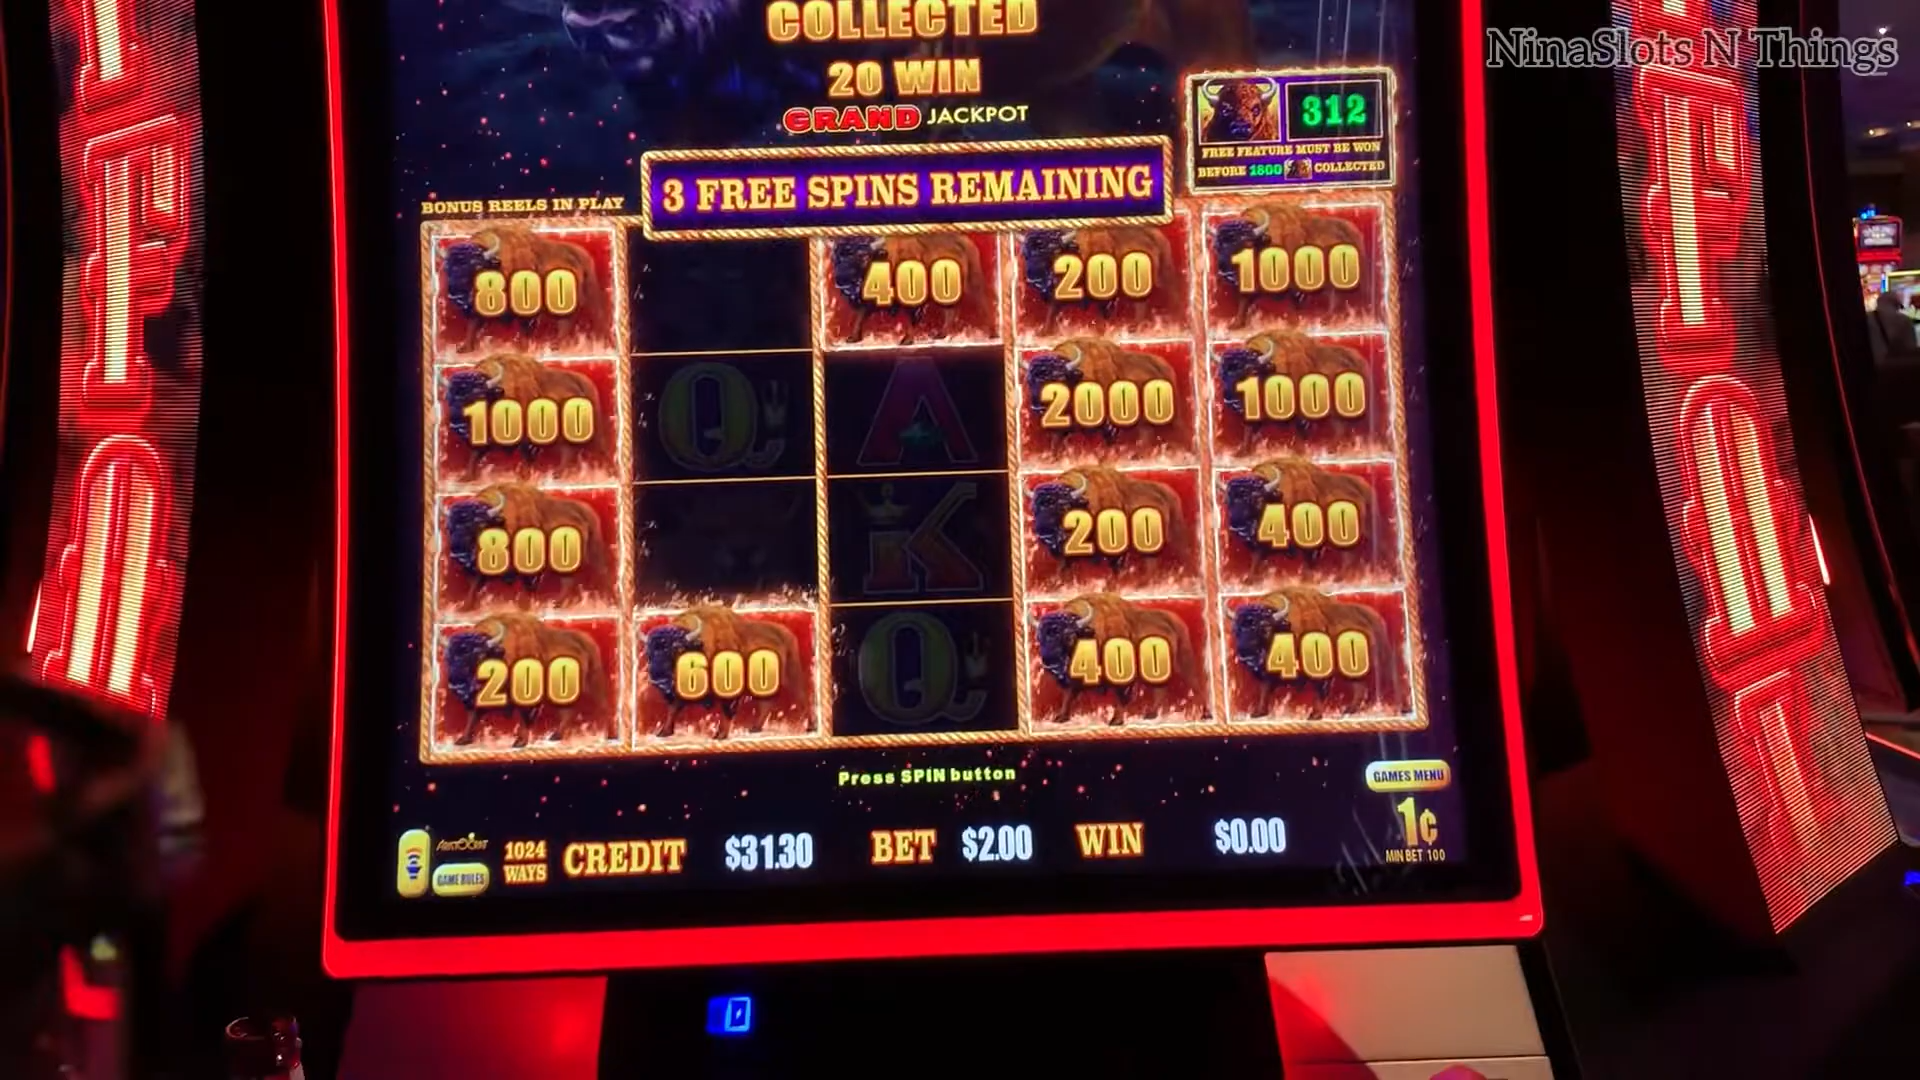 NinaSlots N Things
COLLECTED
20 WIN
GRAND JACKPOT
312
FREE FEATURE MUST BE WON
BEFORE 1800 COLLECTED
3 FREE SPINS REMAINING
BONUS REELS IN PLAY
800 400 200 1000
1000 Q A 2000 1000
800 K 200 400
200 600 Q 400 400
Press SPIN button
GAMES MENU
ARISTOCRAT
GAME RULES
1024
WAYS
CREDIT $31.30 BET $2.00 WIN $0.00
1¢
MIN BET 100